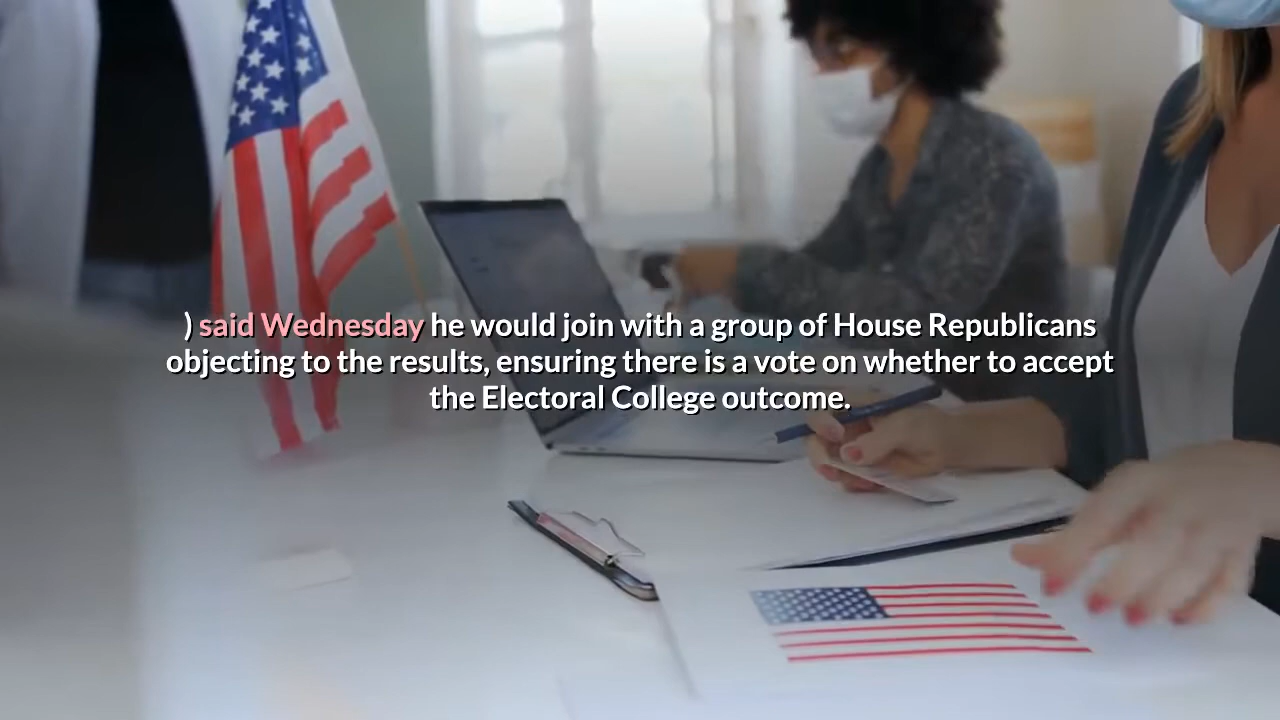 ) said Wednesday he would join with a group of House Republicans
objecting to the results, ensuring there is a vote on whether to accept
the Electoral College outcome.